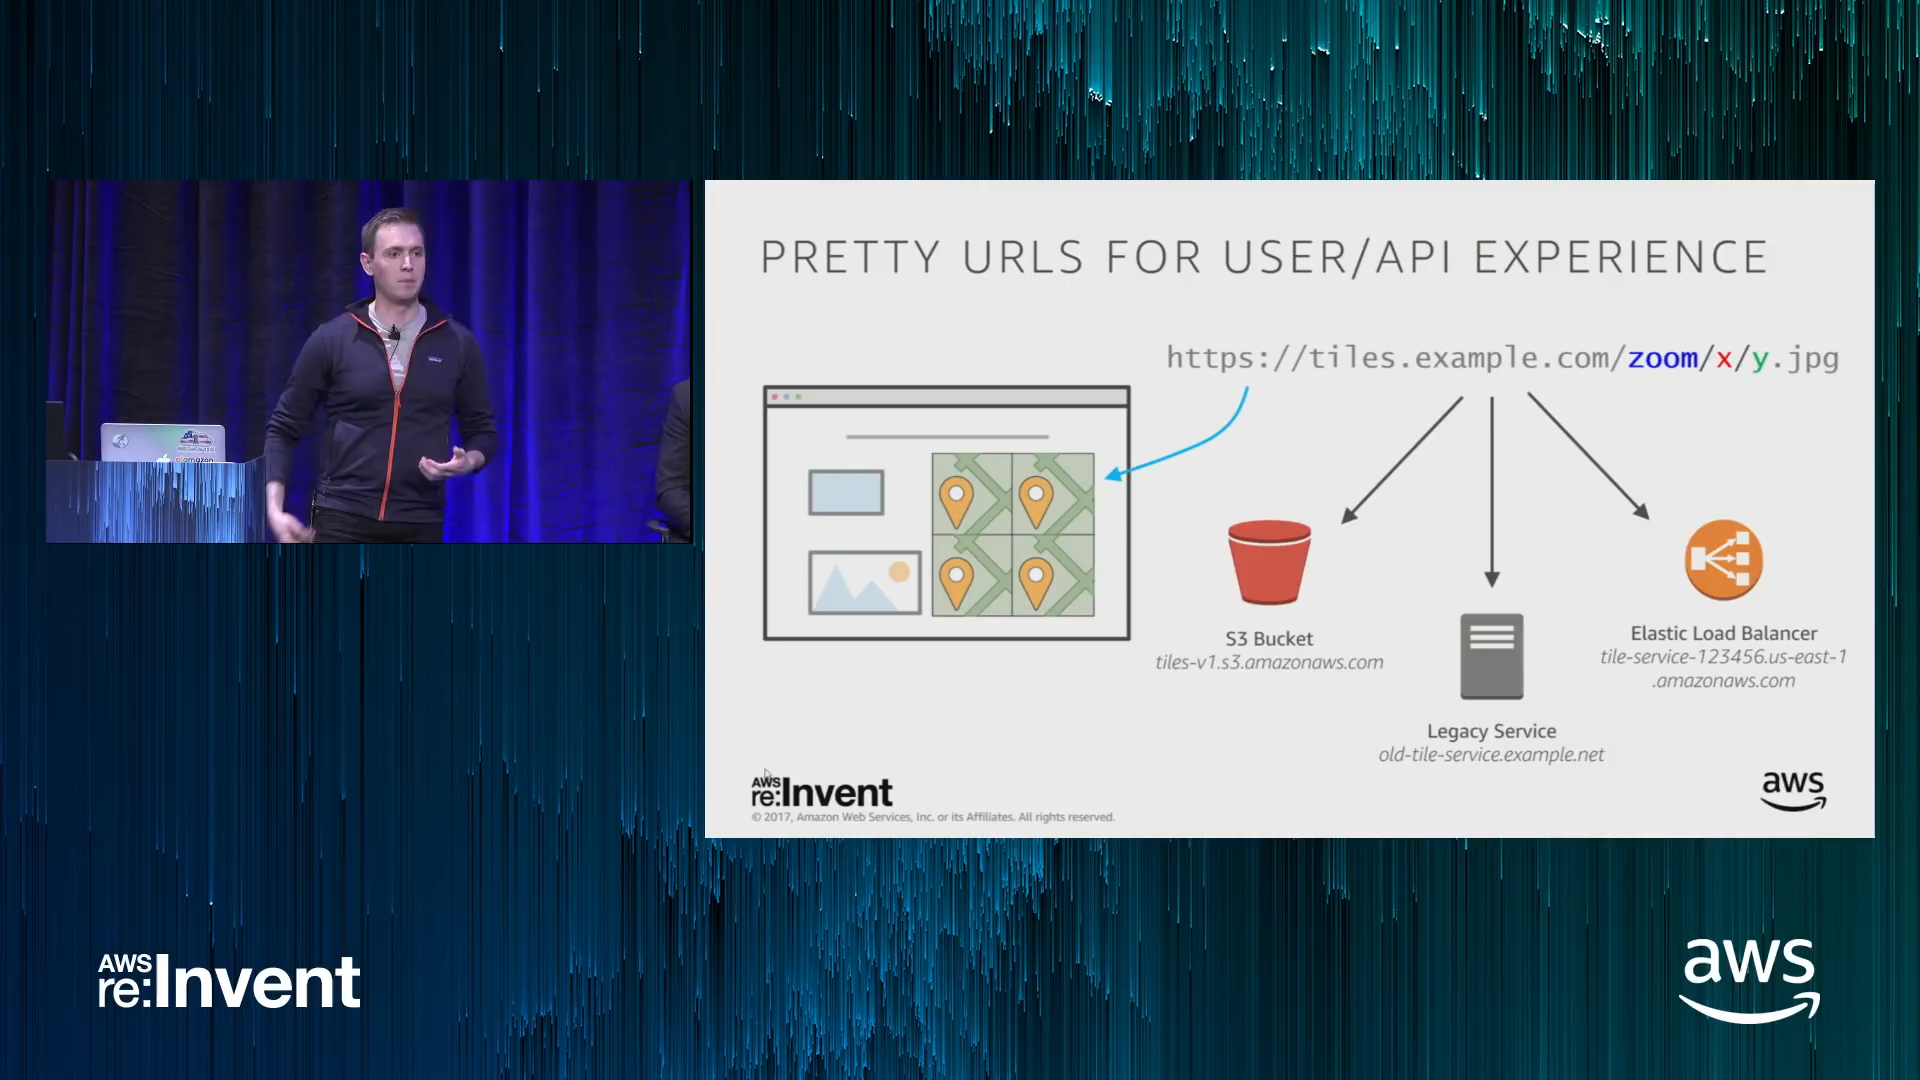 PRETTY URLS FOR USER/API EXPERIENCE
https://tiles.example.com/zoom/x/y.jpg
S3 Bucket
tiles-v1.s3.amazonaws.com
Legacy Service
old-tile-service.example.net
Elastic Load Balancer
tile-service-123456.us-east-1
.amazonaws.com
AWS
re:Invent
© 2017, Amazon Web Services, Inc. or its Affiliates. All rights reserved.
aws
AWS
re:Invent
aws